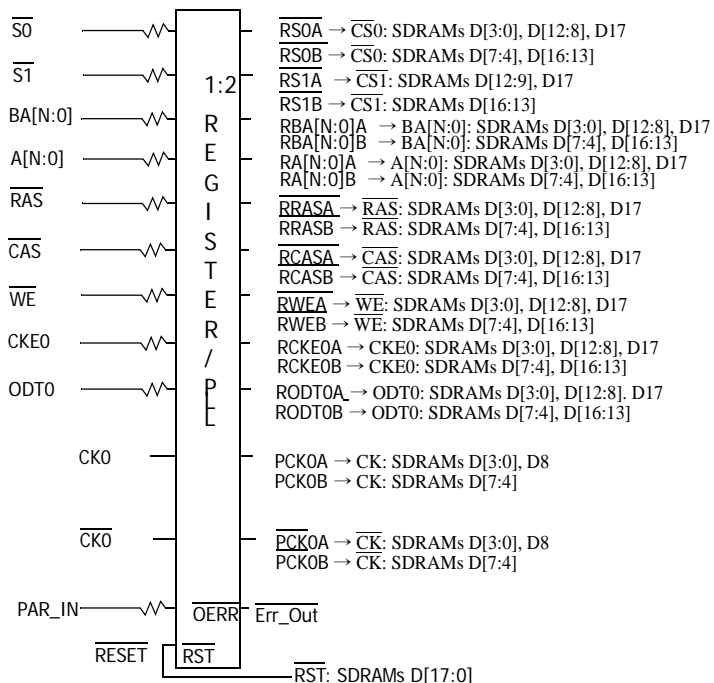 S0
RS0A → CS0: SDRAMs D[3:0], D[12:8], D17
RS0B → CS0: SDRAMs D[7:4], D[16:13]
S1
RS1A → CS1: SDRAMs D[12:9], D17
RS1B → CS1: SDRAMs D[16:13]
1:2
REGISTER/PLL
BA[N:0]
RBA[N:0]A → BA[N:0]: SDRAMs D[3:0], D[12:8], D17
RBA[N:0]B → BA[N:0]: SDRAMs D[7:4], D[16:13]
A[N:0]
RA[N:0]A → A[N:0]: SDRAMs D[3:0], D[12:8], D17
RA[N:0]B → A[N:0]: SDRAMs D[7:4], D[16:13]
RAS
RRASA → RAS: SDRAMs D[3:0], D[12:8], D17
RRASB → RAS: SDRAMs D[7:4], D[16:13]
CAS
RCASA → CAS: SDRAMs D[3:0], D[12:8], D17
RCASB → CAS: SDRAMs D[7:4], D[16:13]
WE
RWEA → WE: SDRAMs D[3:0], D[12:8], D17
RWEB → WE: SDRAMs D[7:4], D[16:13]
CKE0
RCKE0A → CKE0: SDRAMs D[3:0], D[12:8], D17
RCKE0B → CKE0: SDRAMs D[7:4], D[16:13]
ODT0
RODT0A → ODT0: SDRAMs D[3:0], D[12:8]. D17
RODT0B → ODT0: SDRAMs D[7:4], D[16:13]
CK0
PCK0A → CK: SDRAMs D[3:0], D8
PCK0B → CK: SDRAMs D[7:4]
CK0
PCK0A → CK: SDRAMs D[3:0], D8
PCK0B → CK: SDRAMs D[7:4]
PAR_IN
OERR
Err_Out
RESET
RST
RST: SDRAMs D[17:0]